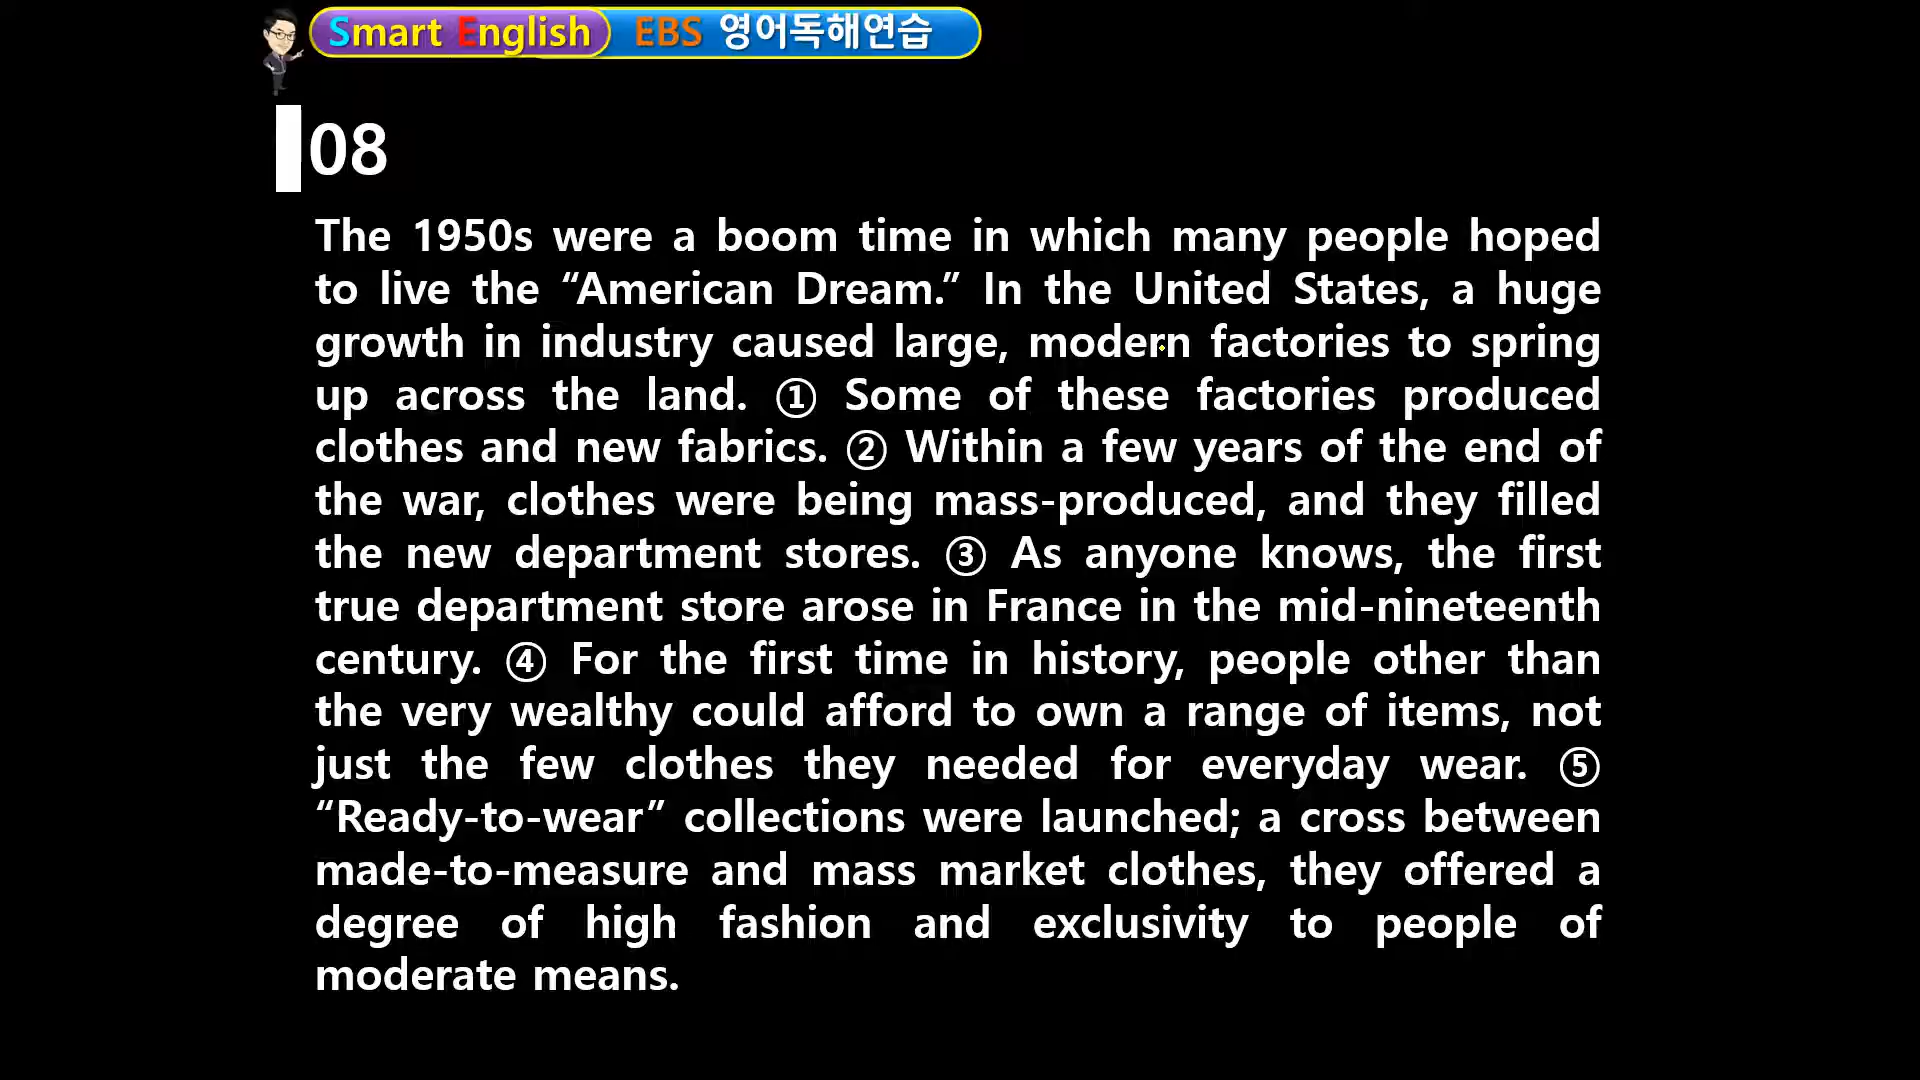 Smart English EBS 영어독해연습
08
The 1950s were a boom time in which many people hoped
to live the “American Dream.” In the United States, a huge
growth in industry caused large, modern factories to spring
up across the land. ① Some of these factories produced
clothes and new fabrics. ② Within a few years of the end of
the war, clothes were being mass-produced, and they filled
the new department stores. ③ As anyone knows, the first
true department store arose in France in the mid-nineteenth
century. ④ For the first time in history, people other than
the very wealthy could afford to own a range of items, not
just the few clothes they needed for everyday wear. ⑤
“Ready-to-wear” collections were launched; a cross between
made-to-measure and mass market clothes, they offered a
degree of high fashion and exclusivity to people of
moderate means.